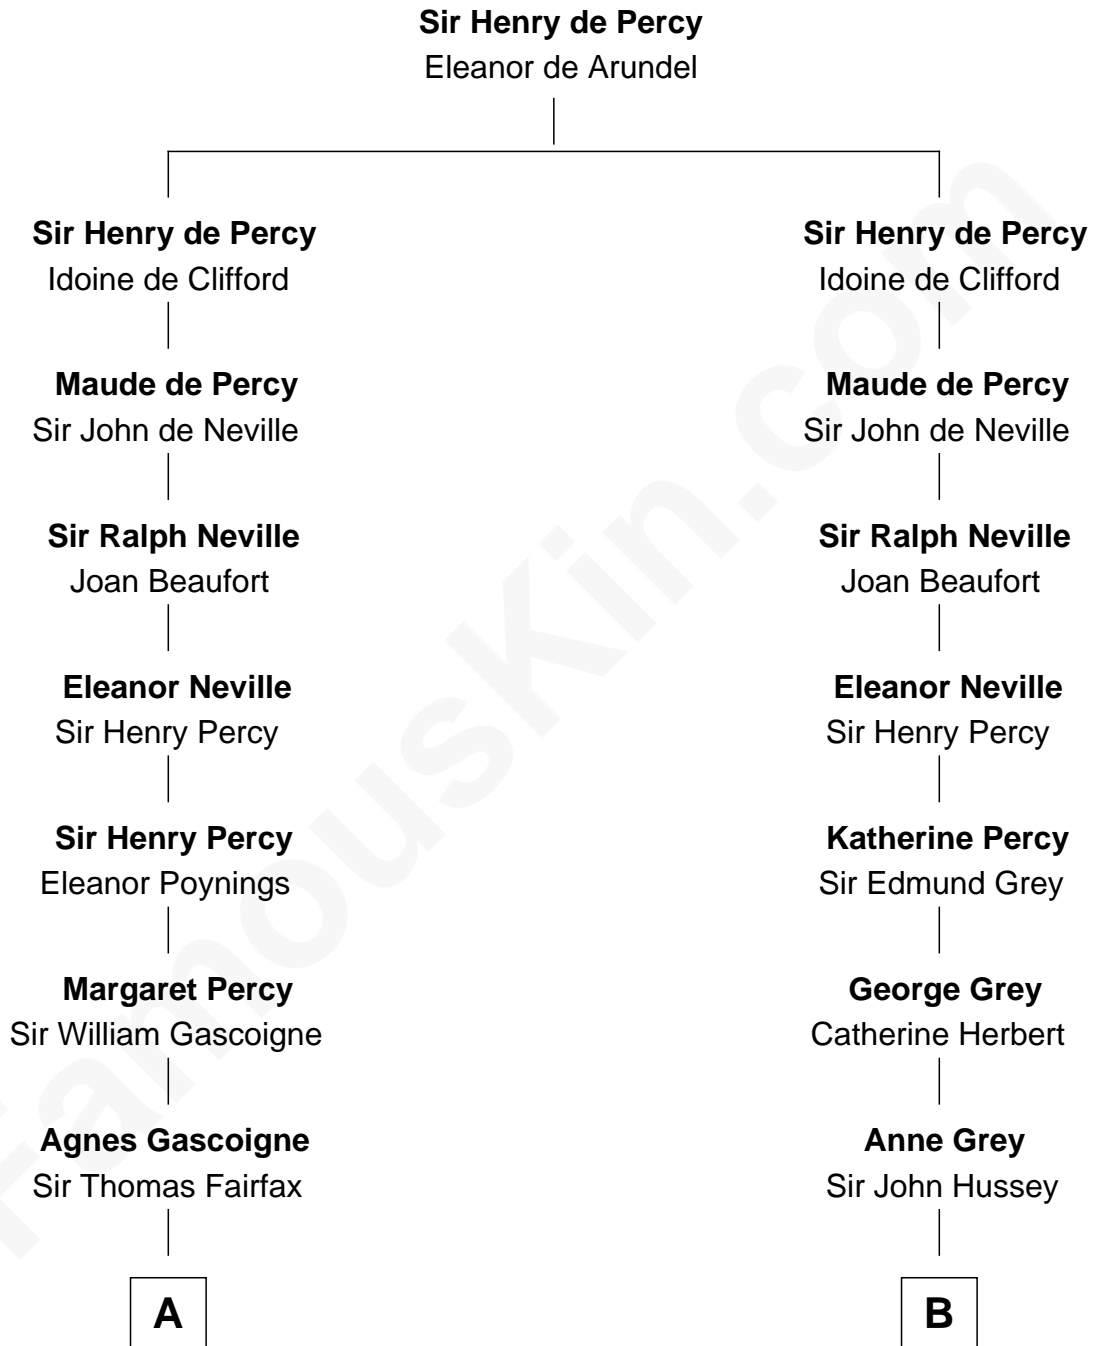 Sir Henry de Percy
Eleanor de Arundel
Sir Henry de Percy
Idoine de Clifford
Maude de Percy
Sir John de Neville
Sir Ralph Neville
Joan Beaufort
Eleanor Neville
Sir Henry Percy
Sir Henry Percy
Eleanor Poynings
Margaret Percy
Sir William Gascoigne
Agnes Gascoigne
Sir Thomas Fairfax
A
Sir Henry de Percy
Idoine de Clifford
Maude de Percy
Sir John de Neville
Sir Ralph Neville
Joan Beaufort
Eleanor Neville
Sir Henry Percy
Katherine Percy
Sir Edmund Grey
George Grey
Catherine Herbert
Anne Grey
Sir John Hussey
B
FamousKin.com